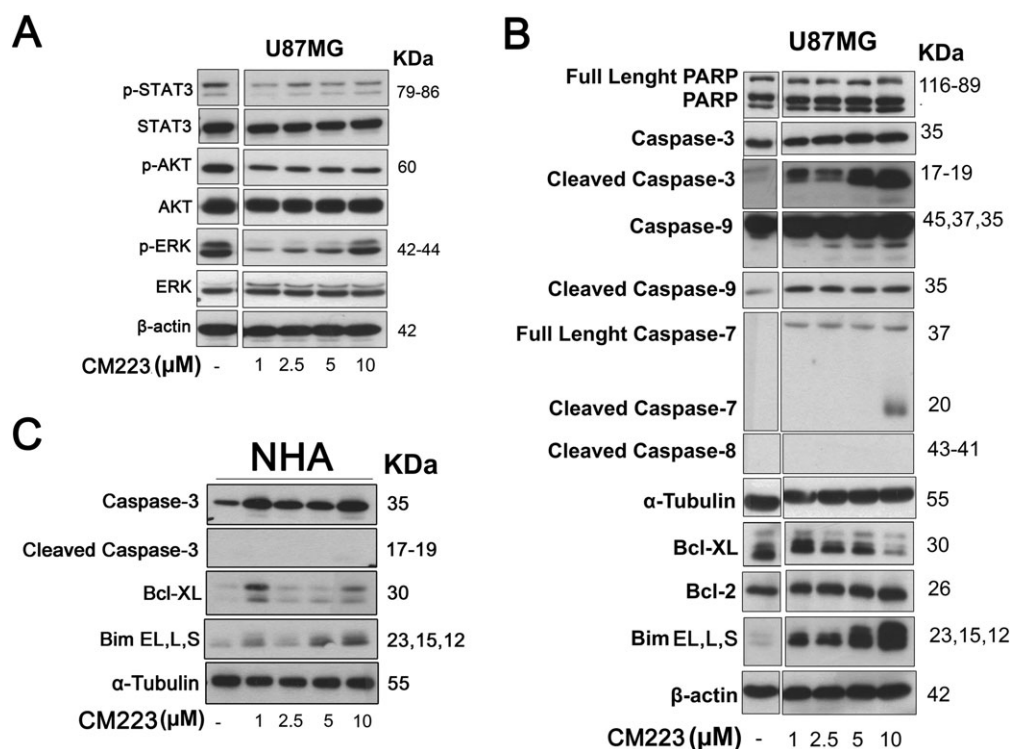 A
U87MG
KDa
p-STAT3
79-86
STAT3
p-AKT
60
AKT
p-ERK
42-44
ERK
β-actin
42
CM223 (μM) - 1 2.5 5 10
B
U87MG
KDa
Full Lenght PARP
116-89
PARP
Caspase-3
35
Cleaved Caspase-3
17-19
Caspase-9
45,37,35
Cleaved Caspase-9
35
Full Lenght Caspase-7
37
Cleaved Caspase-7
20
Cleaved Caspase-8
43-41
α-Tubulin
55
Bcl-XL
30
Bcl-2
26
Bim EL,L,S
23,15,12
β-actin
42
CM223 (μM) - 1 2.5 5 10
C
NHA
KDa
Caspase-3
35
Cleaved Caspase-3
17-19
Bcl-XL
30
Bim EL,L,S
23,15,12
α-Tubulin
55
CM223 (μM) - 1 2.5 5 10